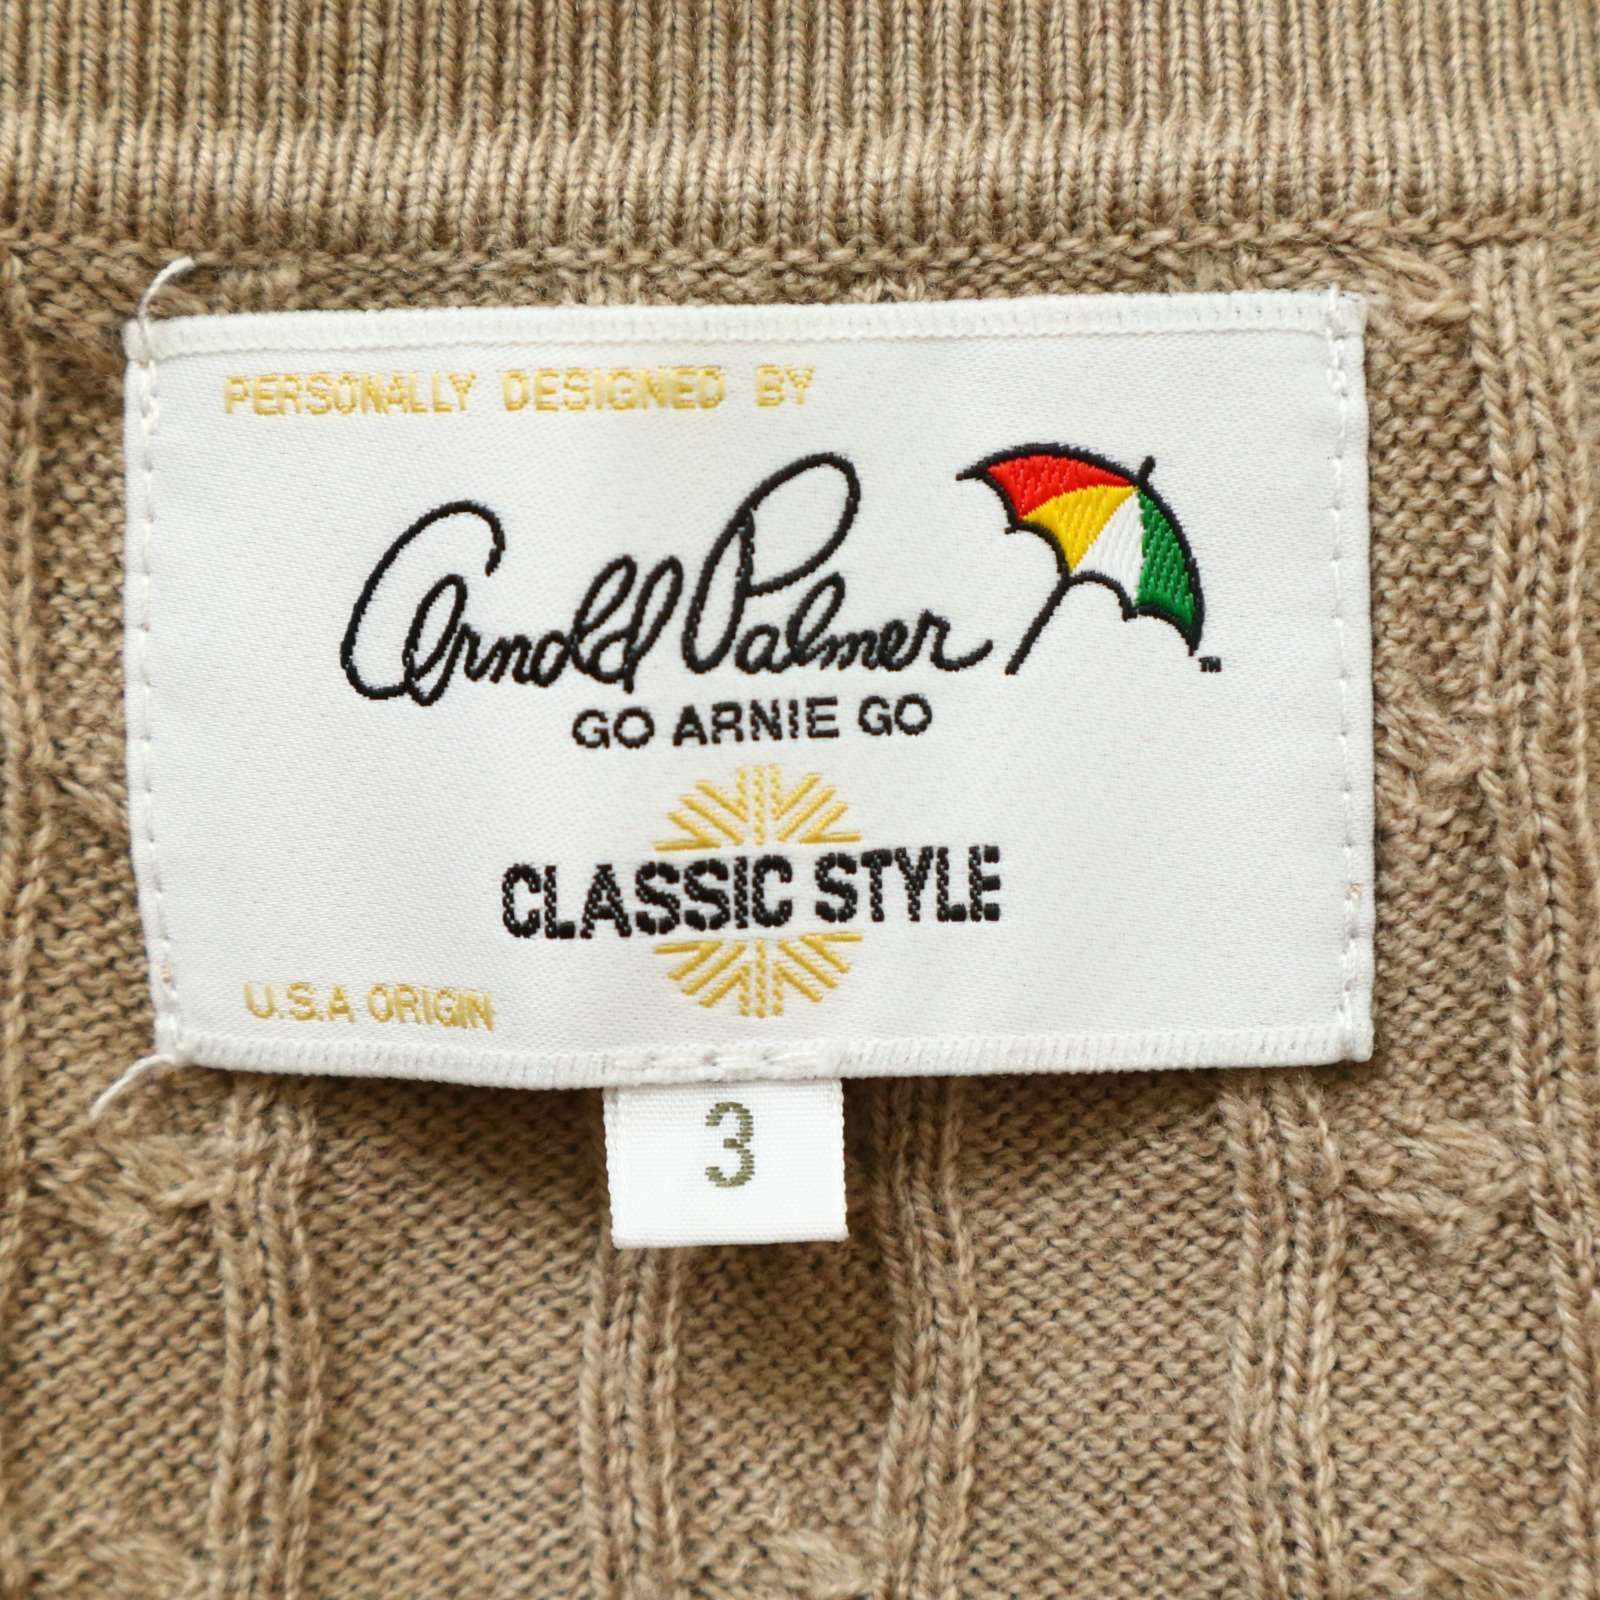 PERSONALLY DESIGNED BY
Arnold Palmer TM
GO ARNIE GO
CLASSIC STYLE
U.S.A ORIGIN
3